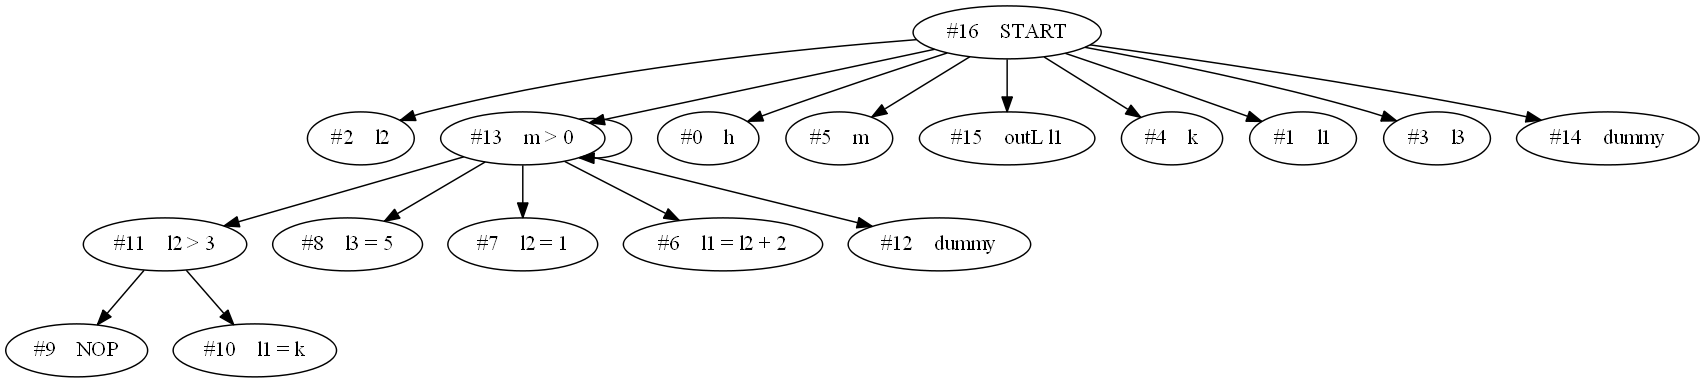 #16 START
#2 l2
#13 m > 0
#0 h
#5 m
#15 outL l1
#4 k
#1 l1
#3 l3
#14 dummy
#11 l2 > 3
#8 l3 = 5
#7 l2 = 1
#6 l1 = l2 + 2
#12 dummy
#9 NOP
#10 l1 = k